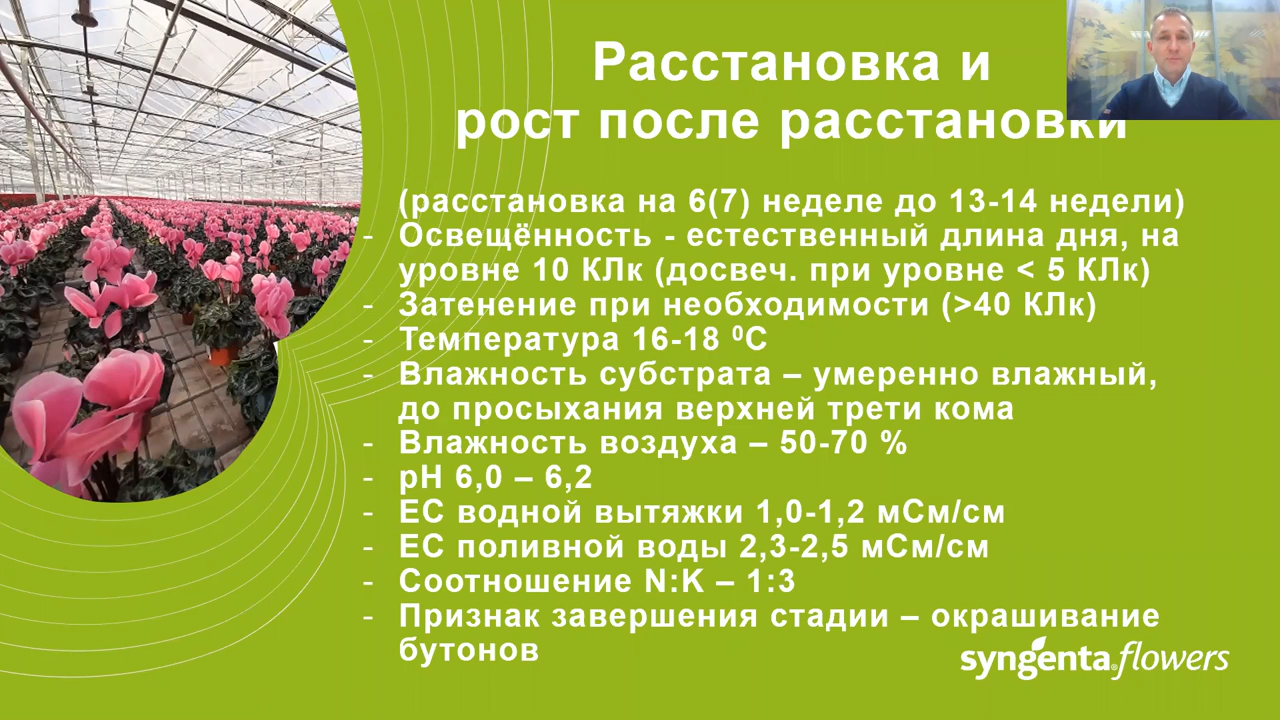 Расстановка и
рост после расстановки
(расстановка на 6(7) неделе до 13-14 недели)
- Освещённость - естественный длина дня, на
уровне 10 КЛк (досвеч. при уровне < 5 КЛк)
- Затенение при необходимости (>40 КЛк)
- Температура 16-18 ⁰С
- Влажность субстрата – умеренно влажный,
до просыхания верхней трети кома
- Влажность воздуха – 50-70 %
- pH 6,0 – 6,2
- ЕС водной вытяжки 1,0-1,2 мСм/см
- ЕС поливной воды 2,3-2,5 мСм/см
- Соотношение N:K – 1:3
- Признак завершения стадии – окрашивание
бутонов
syngenta® flowers